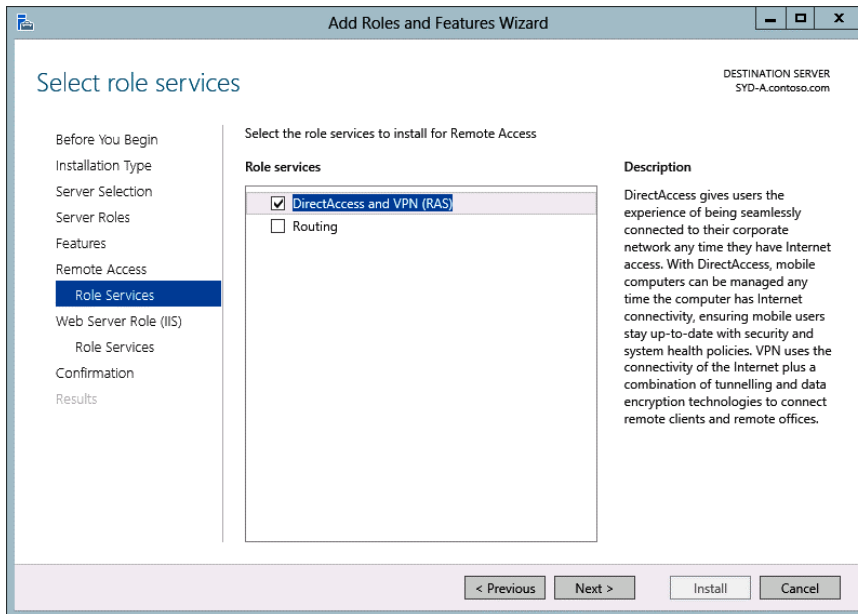 Add Roles and Features Wizard
Select role services
DESTINATION SERVER
SYD-A.contoso.com
Before You Begin
Installation Type
Server Selection
Server Roles
Features
Remote Access
Role Services
Web Server Role (IIS)
Role Services
Confirmation
Results
Select the role services to install for Remote Access
Role services
DirectAccess and VPN (RAS)
Routing
Description
DirectAccess gives users the
experience of being seamlessly
connected to their corporate
network any time they have Internet
access. With DirectAccess, mobile
computers can be managed any
time the computer has Internet
connectivity, ensuring mobile users
stay up-to-date with security and
system health policies. VPN uses the
connectivity of the Internet plus a
combination of tunnelling and data
encryption technologies to connect
remote clients and remote offices.
< Previous
Next >
Install
Cancel